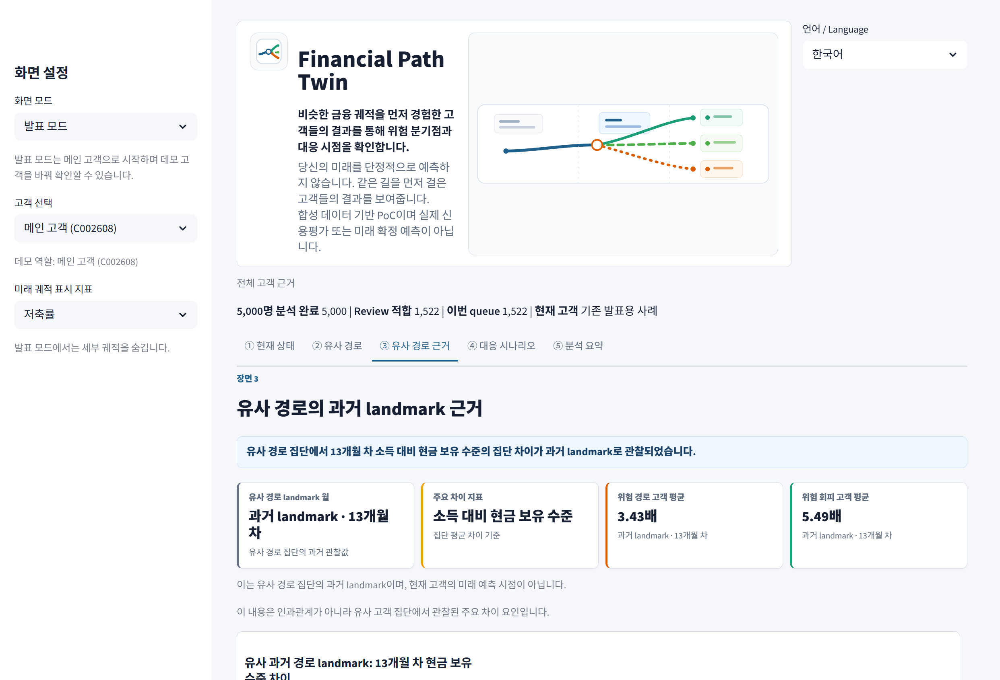 화면 설정
화면 모드
발표 모드
발표 모드는 메인 고객으로 시작하며 데모 고
객을 바꿔 확인할 수 있습니다.
고객 선택
메인 고객 (C002608)
데모 역할: 메인 고객 (C002608)
미래 궤적 표시 지표
저축률
발표 모드에서는 세부 궤적을 숨깁니다.
Financial Path
Twin
비슷한 금융 궤적을 먼저 경험한 고
객들의 결과를 통해 위험 분기점과
대응 시점을 확인합니다.
당신의 미래를 단정적으로 예측하
지 않습니다. 같은 길을 먼저 걸은
고객들의 결과를 보여줍니다.
합성 데이터 기반 PoC이며 실제 신
용평가 또는 미래 확정 예측이 아닙
니다.
언어 / Language
한국어
전체 고객 근거
5,000명 분석 완료 5,000 | Review 적합 1,522 | 이번 queue 1,522 | 현재 고객 기존 발표용 사례
① 현재 상태 ② 유사 경로 ③ 유사 경로 근거 ④ 대응 시나리오 ⑤ 분석 요약
장면 3
유사 경로의 과거 landmark 근거
유사 경로 집단에서 13개월 차 소득 대비 현금 보유 수준의 집단 차이가 과거 landmark로 관찰되었습니다.
유사 경로 landmark 월
과거 landmark · 13개월
차
유사 경로 집단의 과거 관찰값
주요 차이 지표
소득 대비 현금 보유 수준
집단 평균 차이 기준
위험 경로 고객 평균
3.43배
과거 landmark · 13개월 차
위험 회피 고객 평균
5.49배
과거 landmark · 13개월 차
이는 유사 경로 집단의 과거 landmark이며, 현재 고객의 미래 예측 시점이 아닙니다.
이 내용은 인과관계가 아니라 유사 고객 집단에서 관찰된 주요 차이 요인입니다.
유사 과거 경로 landmark: 13개월 차 현금 보유
수준 차이